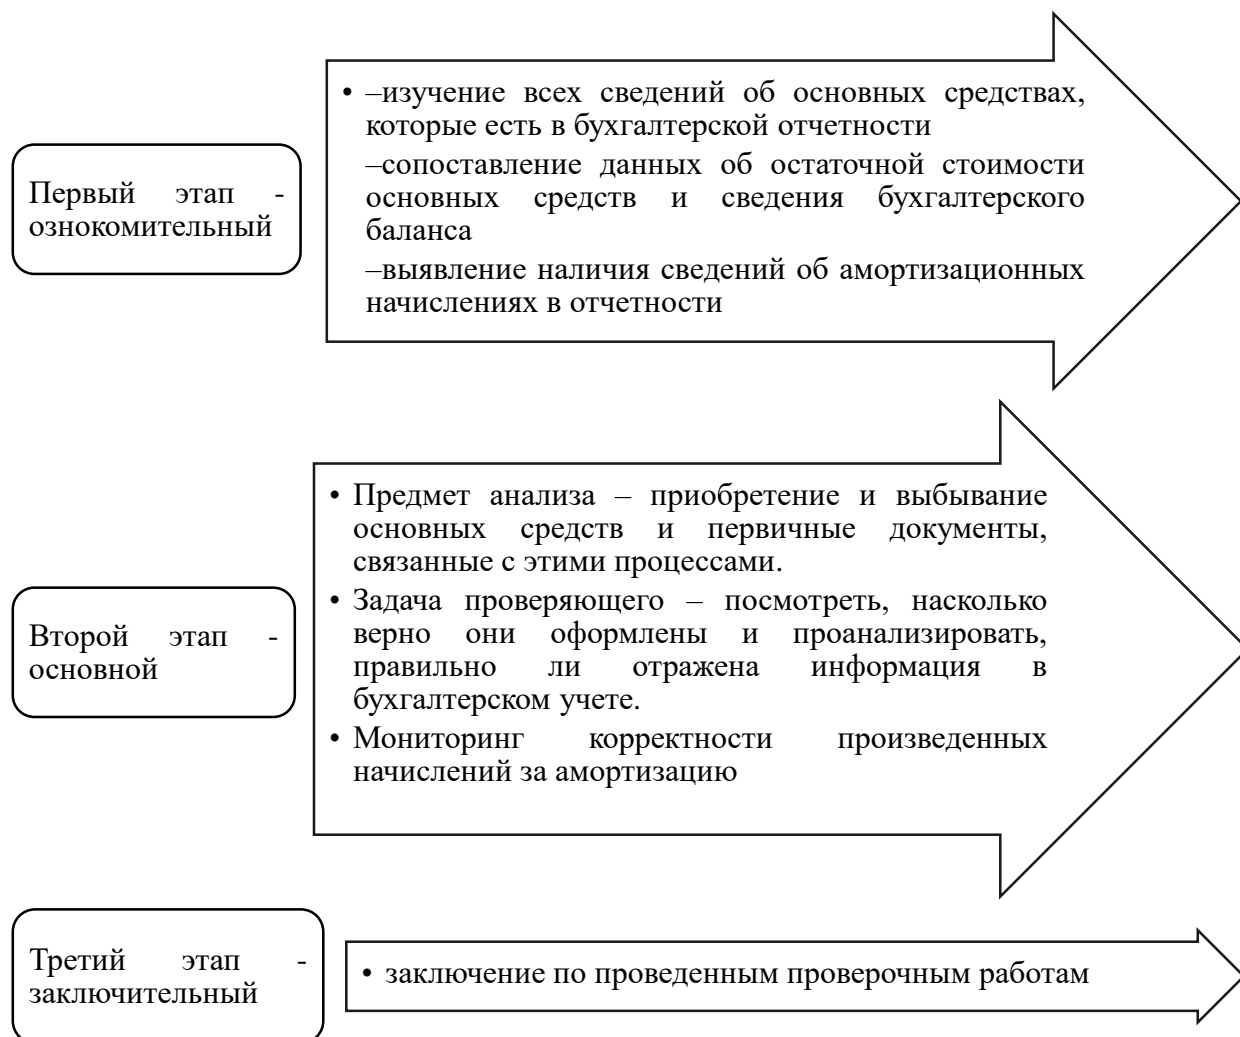 Первый этап -
ознокомительный
• –изучение всех сведений об основных средствах,
которые есть в бухгалтерской отчетности
–сопоставление данных об остаточной стоимости
основных средств и сведения бухгалтерского
баланса
–выявление наличия сведений об амортизационных
начислениях в отчетности
Второй этап -
основной
• Предмет анализа – приобретение и выбывание
основных средств и первичные документы,
связанные с этими процессами.
• Задача проверяющего – посмотреть, насколько
верно они оформлены и проанализировать,
правильно ли отражена информация в
бухгалтерском учете.
• Мониторинг корректности произведенных
начислений за амортизацию
Третий этап -
заключительный
• заключение по проведенным проверочным работам